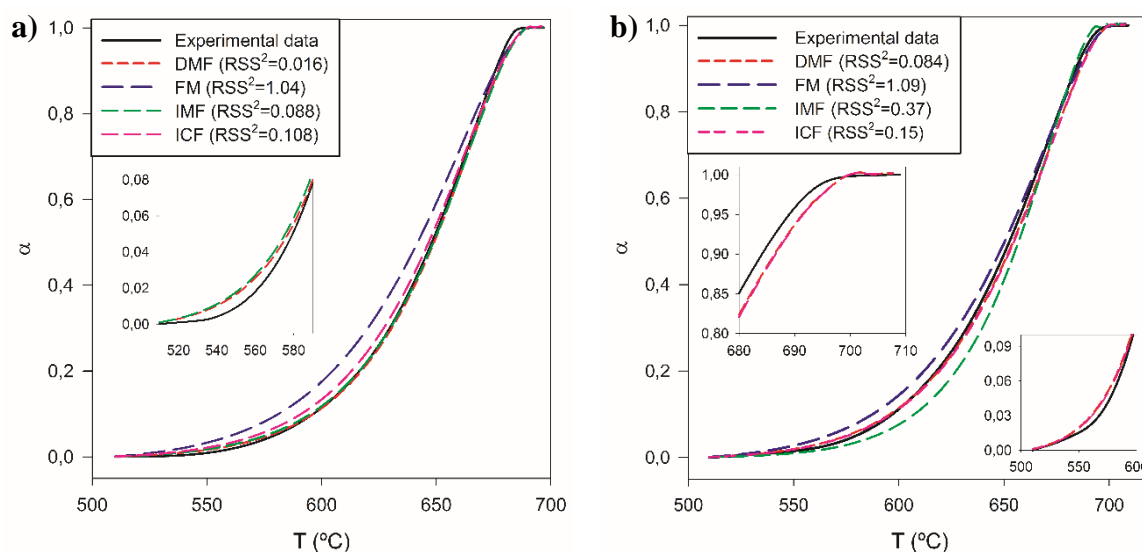 a)
1,0
0,8
0,6
0,4
0,2
0,0
α
Experimental data
DMF (RSS²=0.016)
FM (RSS²=1.04)
IMF (RSS²=0.088)
ICF (RSS²=0.108)
0,08
0,06
0,04
0,02
0,00
520 540 560 580
500 550 600 650 700
T (ºC)
b)
1,0
0,8
0,6
0,4
0,2
0,0
α
Experimental data
DMF (RSS²=0.084)
FM (RSS²=1.09)
IMF (RSS²=0.37)
ICF (RSS²=0.15)
1,00
0,95
0,90
0,85
0,80
680 690 700 710
0,09
0,06
0,03
0,00
500 550 600
500 550 600 650 700
T (ºC)